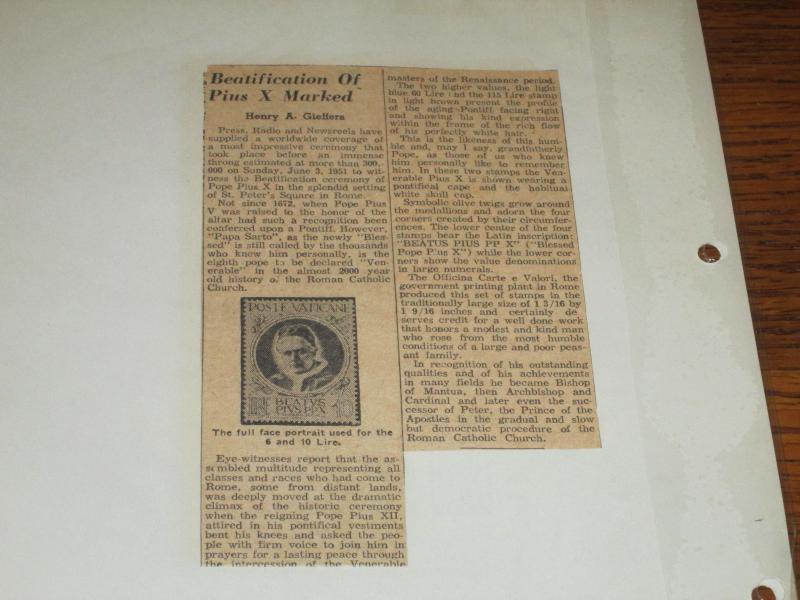 Beatification Of
Pius X Marked
Henry A. Gieffers
Press, Radio and Newsreels have
supplied a worldwide coverage of
a most impressive ceremony that
took place before an immense
throng estimated at more than 300,-
000 on Sunday, June 3, 1951 to wit-
ness the Beatification ceremony of
Pope Pius X in the splendid setting
of St. Peter's Square in Rome.
Not since 1672, when Pope Pius
V was raised to the honor of the
altar had such a recognition been
conferred upon a Pontiff. However,
"Papa Sarto", as the newly "Bles-
sed" is still called by the thousands
who knew him personally, is the
eighth pope to be declared "Ven-
erable" in the almost 2000 year
old history of the Roman Catholic
Church.
POSTE VATICANE
BEATUS
PIUS PP. X
10
The full face portrait used for the
6 and 10 Lire.
Eye-witnesses report that the as-
sembled multitude representing all
classes and races who had come to
Rome, some from distant lands,
was deeply moved at the dramatic
climax of the historic ceremony
when the reigning Pope Pius XII,
attired in his pontifical vestments
bent his knees and asked the peo-
ple with firm voice to join him in
prayers for a lasting peace through
the intercession of the Venerable
masters of the Renaissance period.
The two higher values, the light
blue 60 Lire and the 115 Lire stamp
in light brown present the profile
of the aging Pontiff facing right
and showing his kind expression
within the frame of the rich flow
of his perfectly white hair.
This is the likeness of this hum-
ble and, may I say, grandfatherly
Pope, as those of us who knew
him personally like to remember
him. In these two stamps the Ven-
erable Pius X is shown wearing a
pontifical cape and the habitual
white skull cap.
Symbolic olive twigs grow around
the medallions and adorn the four
corners created by their circumfer-
ences. The lower center of the four
stamps bear the Latin inscription:
"BEATUS PIUS PP X" ("Blessed
Pope Pius X") while the lower cor-
ners show the value denominations
in large numerals.
The Officina Carte e Valori, the
government printing plant in Rome
produced this set of stamps in the
traditionally large size of 1 3/16 by
1 9/16 inches and certainly de
serves credit for a well done work
that honors a modest and kind man
who rose from the most humble
conditions of a large and poor peas-
ant family.
In recognition of his outstanding
qualities and of his achievements
in many fields he became Bishop
of Mantua, then Archbishop and
Cardinal and later even the suc-
cessor of Peter, the Prince of the
Apostles in the gradual and slow
but democratic procedure of the
Roman Catholic Church.